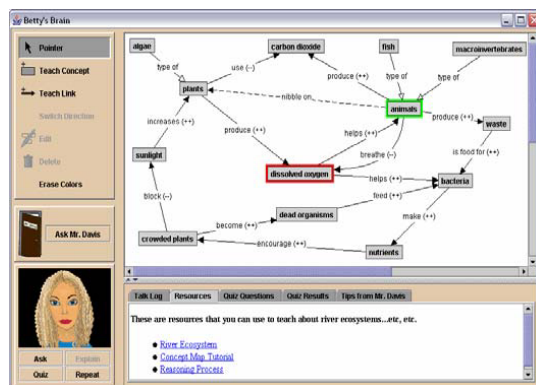 Betty's Brain
Pointer
Teach Concept
Teach Link
Switch Direction
Edit
Delete
Erase Colors
Ask Mr. Davis
Ask
Explain
Quiz
Repeat
algae
carbon dioxide
fish
macroinvertebrates
type of
use (--)
produce (++)
type of
type of
plants
nibble on
animals
produce (++)
waste
increases (++)
produce (++)
helps (++)
is food for (++)
sunlight
breathe (--)
dissolved oxygen
helps (++)
bacteria
block (--)
feed (++)
dead organisms
become (++)
make (++)
crowded plants
encourage (++)
nutrients
Talk Log
Resources
Quiz Questions
Quiz Results
Tips from Mr. Davis
These are resources that you can use to teach about river ecosystems...etc, etc.
River Ecosystem
Concept Map Tutorial
Reasoning Process